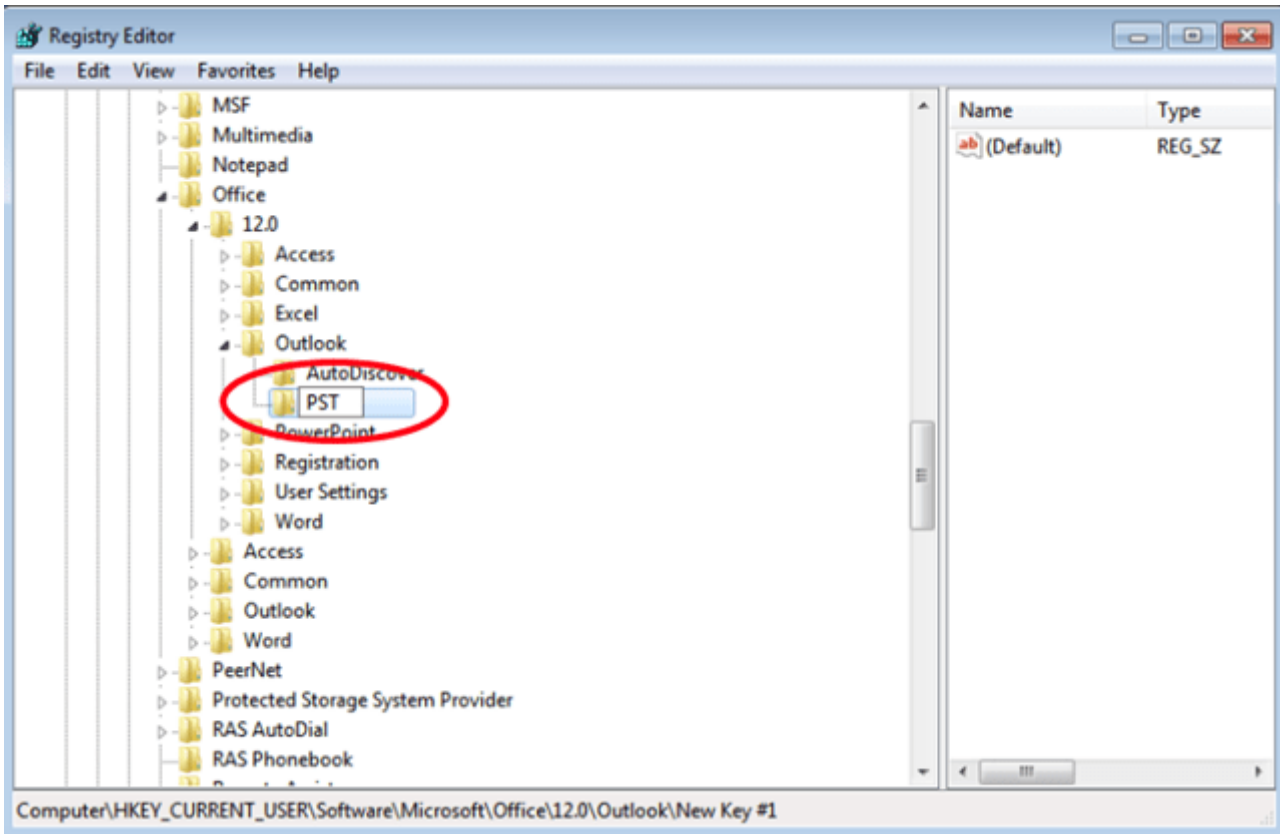 Registry Editor
File Edit View Favorites Help
MSF
Multimedia
Notepad
Office
12.0
Access
Common
Excel
Outlook
AutoDiscover
PST
PowerPoint
Registration
User Settings
Word
Access
Common
Outlook
Word
PeerNet
Protected Storage System Provider
RAS AutoDial
RAS Phonebook
Name Type
ab (Default) REG_SZ
Computer\HKEY_CURRENT_USER\Software\Microsoft\Office\12.0\Outlook\New Key #1